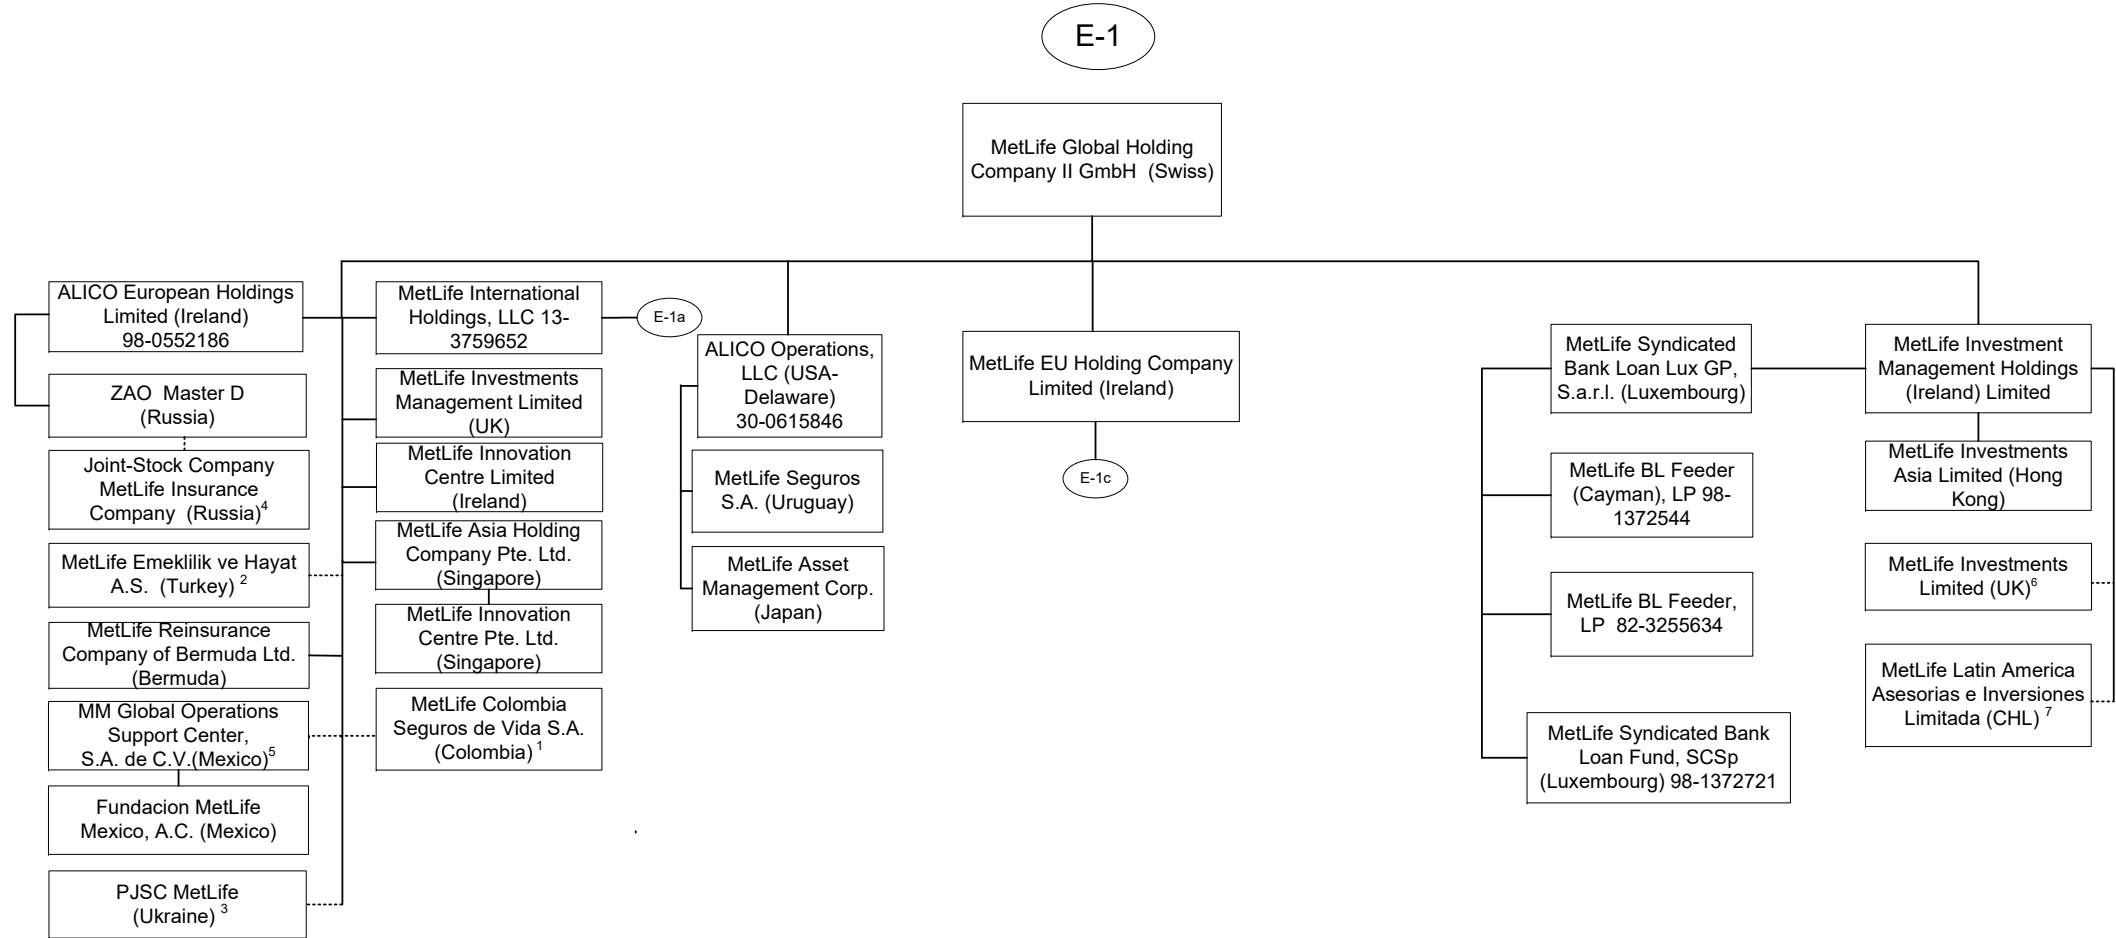 E-1
MetLife Global Holding
Company II GmbH (Swiss)
ALICO European Holdings
Limited (Ireland)
98-0552186
ZAO Master D
(Russia)
Joint-Stock Company
MetLife Insurance
Company (Russia)4
MetLife Emeklilik ve Hayat
A.S. (Turkey) 2
MetLife Reinsurance
Company of Bermuda Ltd.
(Bermuda)
MM Global Operations
Support Center,
S.A. de C.V.(Mexico)5
Fundacion MetLife
Mexico, A.C. (Mexico)
PJSC MetLife
(Ukraine) 3
MetLife International
Holdings, LLC 13-
3759652
E-1a
MetLife Investments
Management Limited
(UK)
MetLife Innovation
Centre Limited
(Ireland)
MetLife Asia Holding
Company Pte. Ltd.
(Singapore)
MetLife Innovation
Centre Pte. Ltd.
(Singapore)
MetLife Colombia
Seguros de Vida S.A.
(Colombia) 1
ALICO Operations,
LLC (USA-
Delaware)
30-0615846
MetLife Seguros
S.A. (Uruguay)
MetLife Asset
Management Corp.
(Japan)
MetLife EU Holding Company
Limited (Ireland)
E-1c
MetLife Syndicated
Bank Loan Lux GP,
S.a.r.l. (Luxembourg)
MetLife BL Feeder
(Cayman), LP 98-
1372544
MetLife BL Feeder,
LP 82-3255634
MetLife Syndicated Bank
Loan Fund, SCSp
(Luxembourg) 98-1372721
MetLife Investment
Management Holdings
(Ireland) Limited
MetLife Investments
Asia Limited (Hong
Kong)
MetLife Investments
Limited (UK)6
MetLife Latin America
Asesorias e Inversiones
Limitada (CHL) 7